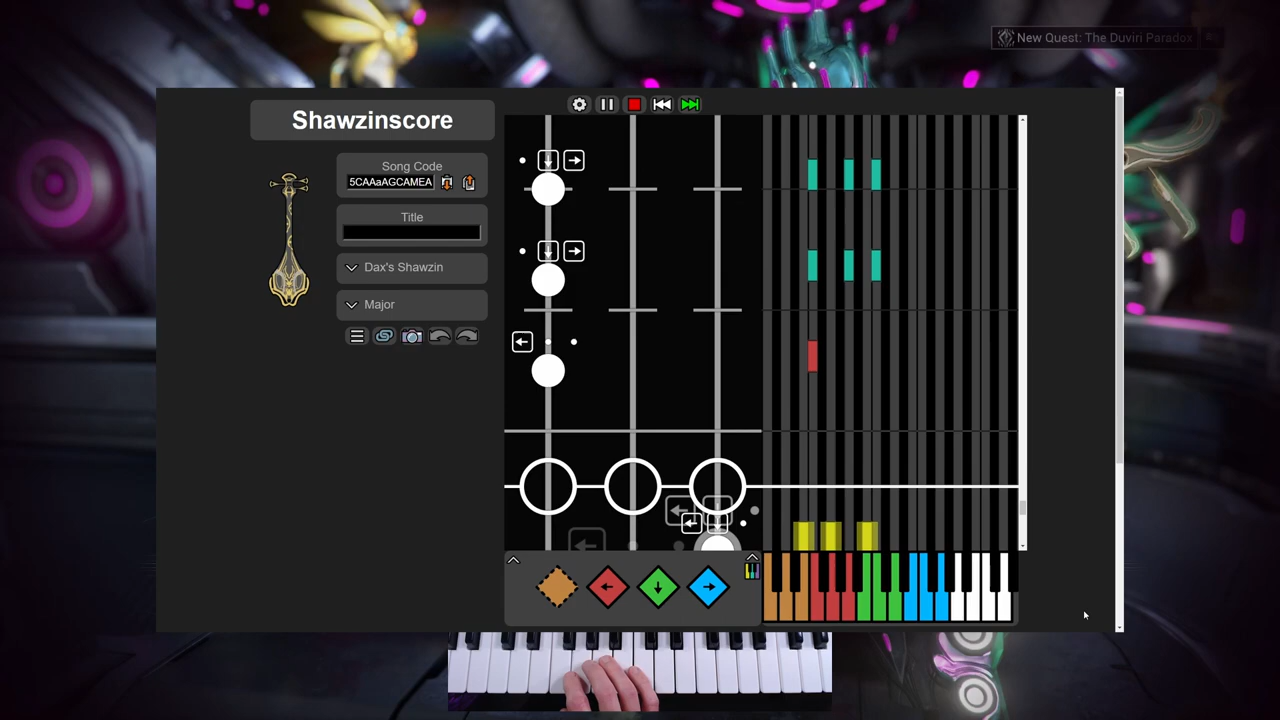 New Quest: The Duviri Paradox
Shawzinscore
Song Code
5CAAaAGCAMEA
Title
Dax's Shawzin
Major